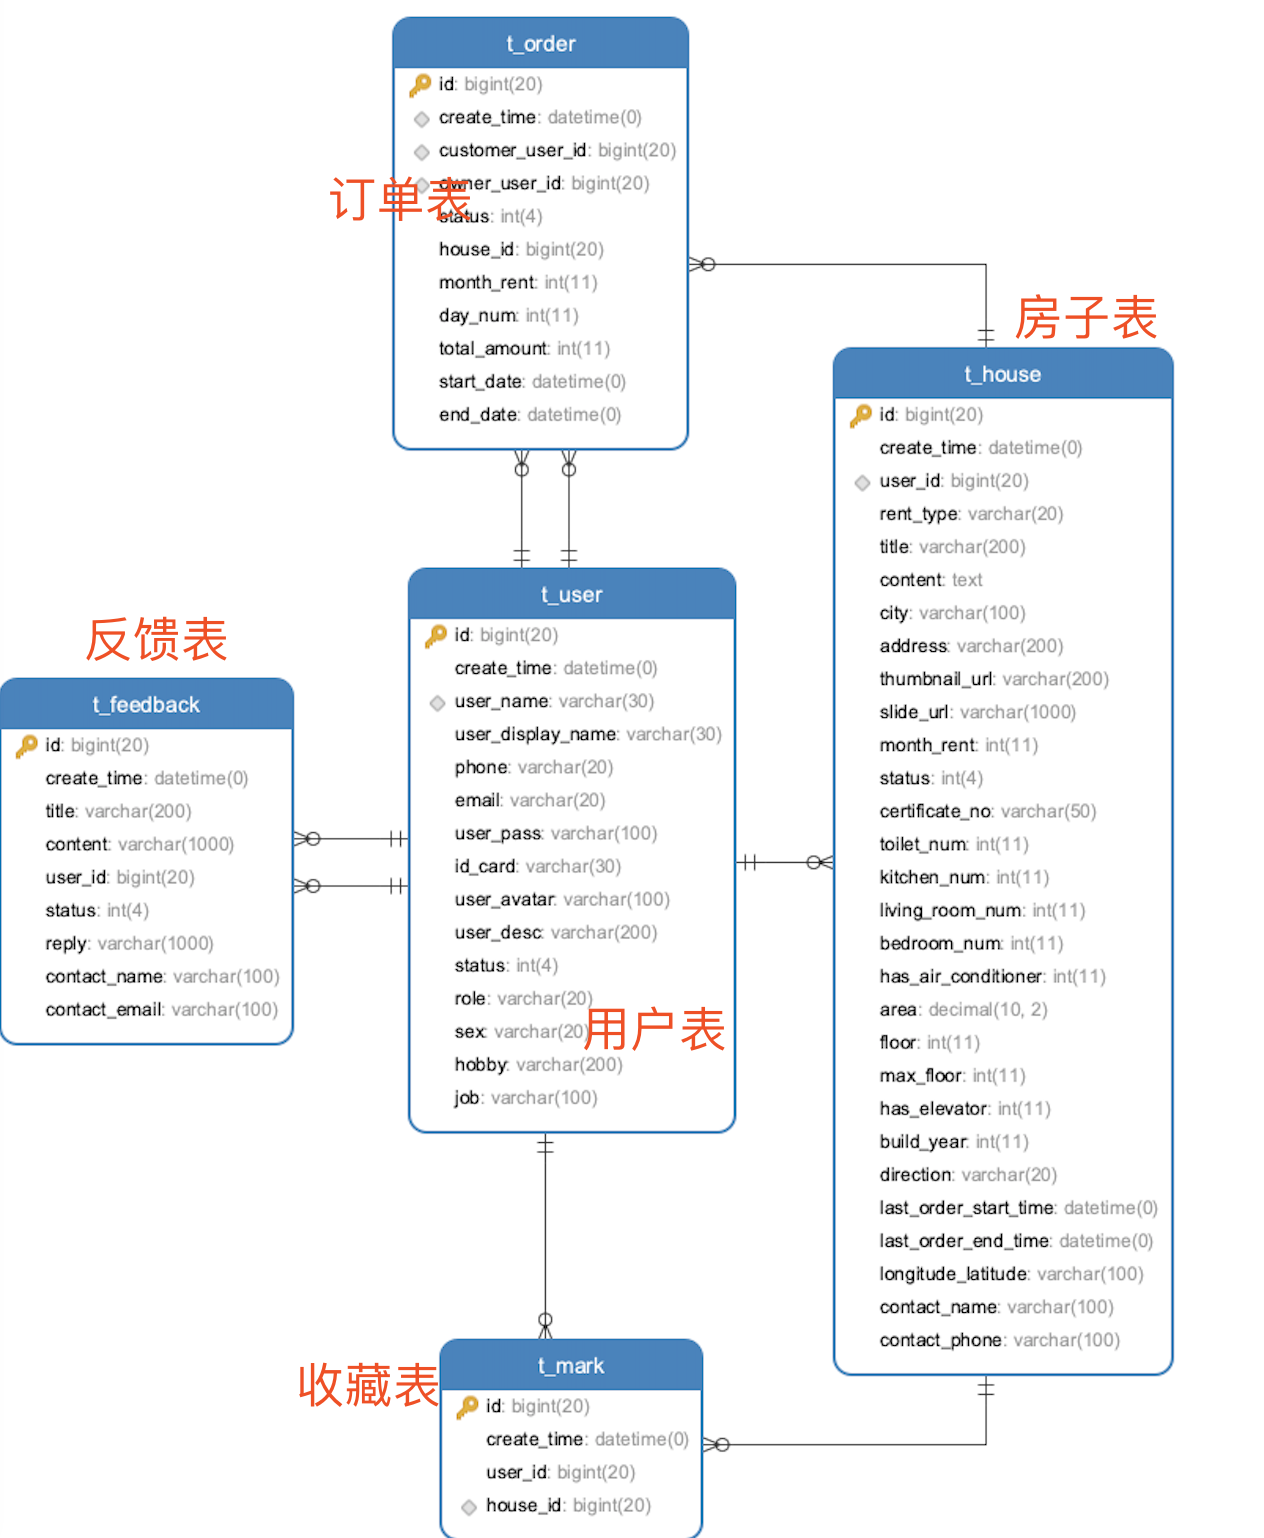 t_order
id: bigint(20)
create_time: datetime(0)
customer_user_id: bigint(20)
owner_user_id: bigint(20)
订单表
status: int(4)
house_id: bigint(20)
month_rent: int(11)
day_num: int(11)
total_amount: int(11)
start_date: datetime(0)
end_date: datetime(0)
房子表
t_house
id: bigint(20)
create_time: datetime(0)
user_id: bigint(20)
rent_type: varchar(20)
title: varchar(200)
content: text
city: varchar(100)
address: varchar(200)
thumbnail_url: varchar(200)
slide_url: varchar(1000)
month_rent: int(11)
status: int(4)
certificate_no: varchar(50)
toilet_num: int(11)
kitchen_num: int(11)
living_room_num: int(11)
bedroom_num: int(11)
has_air_conditioner: int(11)
area: decimal(10, 2)
floor: int(11)
max_floor: int(11)
has_elevator: int(11)
build_year: int(11)
direction: varchar(20)
last_order_start_time: datetime(0)
last_order_end_time: datetime(0)
longitude_latitude: varchar(100)
contact_name: varchar(100)
contact_phone: varchar(100)
t_user
id: bigint(20)
create_time: datetime(0)
user_name: varchar(30)
user_display_name: varchar(30)
phone: varchar(20)
email: varchar(20)
user_pass: varchar(100)
id_card: varchar(30)
user_avatar: varchar(100)
user_desc: varchar(200)
status: int(4)
role: varchar(20)
sex: varchar(20)
用户表
hobby: varchar(200)
job: varchar(100)
反馈表
t_feedback
id: bigint(20)
create_time: datetime(0)
title: varchar(200)
content: varchar(1000)
user_id: bigint(20)
status: int(4)
reply: varchar(1000)
contact_name: varchar(100)
contact_email: varchar(100)
收藏表
t_mark
id: bigint(20)
create_time: datetime(0)
user_id: bigint(20)
house_id: bigint(20)